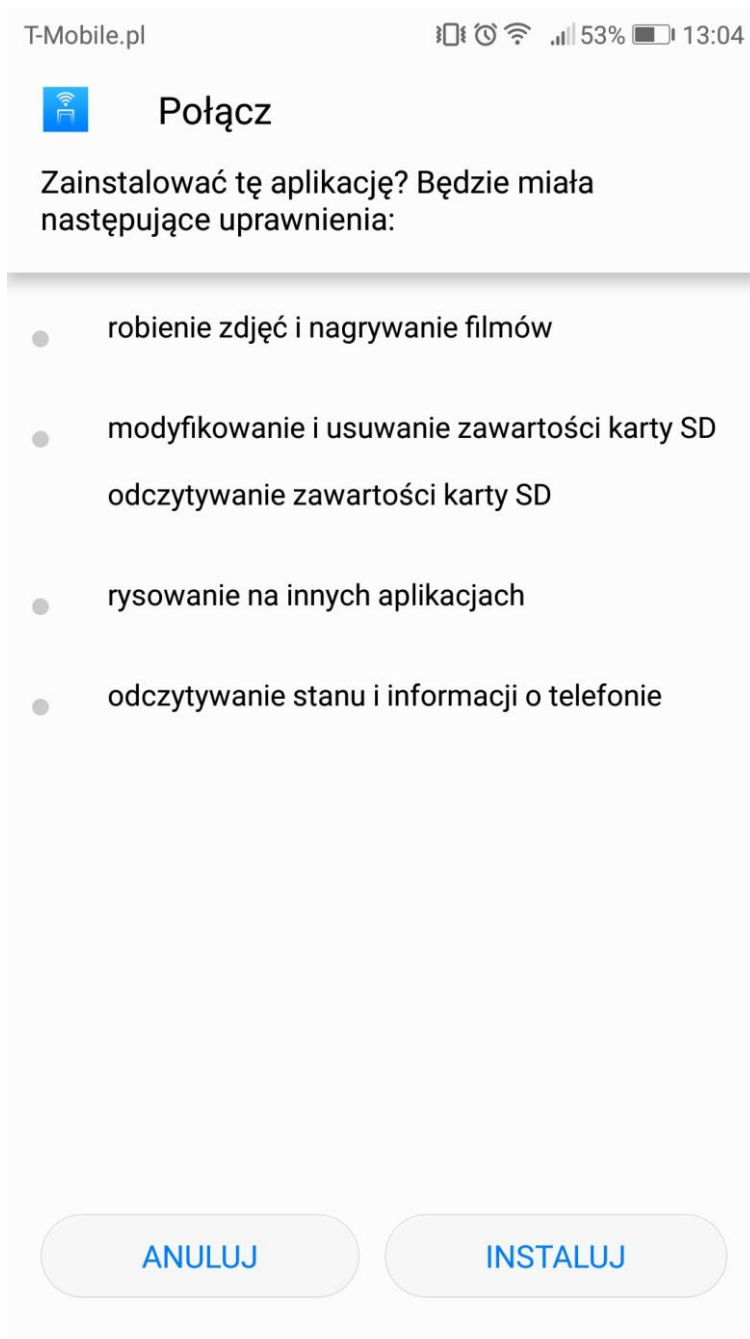 T-Mobile.pl 53% 13:04
Połącz
Zainstalować tę aplikację? Będzie miała
następujące uprawnienia:
robienie zdjęć i nagrywanie filmów
modyfikowanie i usuwanie zawartości karty SD
odczytywanie zawartości karty SD
rysowanie na innych aplikacjach
odczytywanie stanu i informacji o telefonie
ANULUJ INSTALUJ